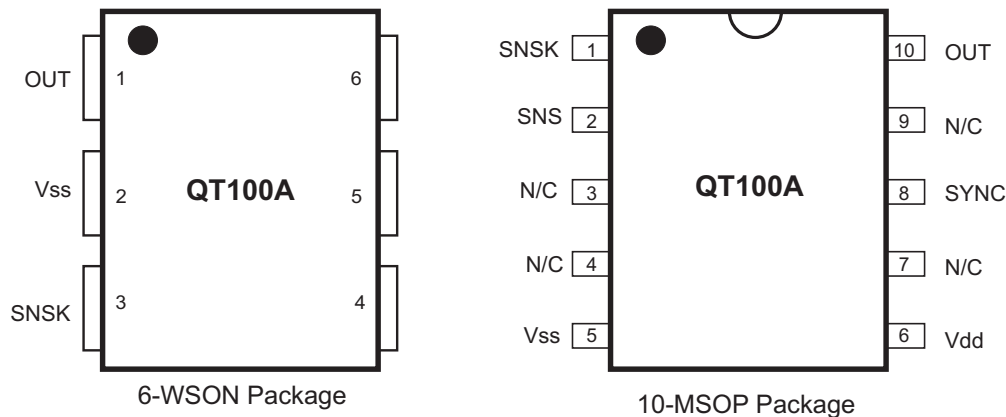 OUT 1 6
Vss 2 QT100A 5
SNSK 3 4
6-WSON Package
SNSK 1 10 OUT
SNS 2 9 N/C
N/C 3 QT100A 8 SYNC
N/C 4 7 N/C
Vss 5 6 Vdd
10-MSOP Package